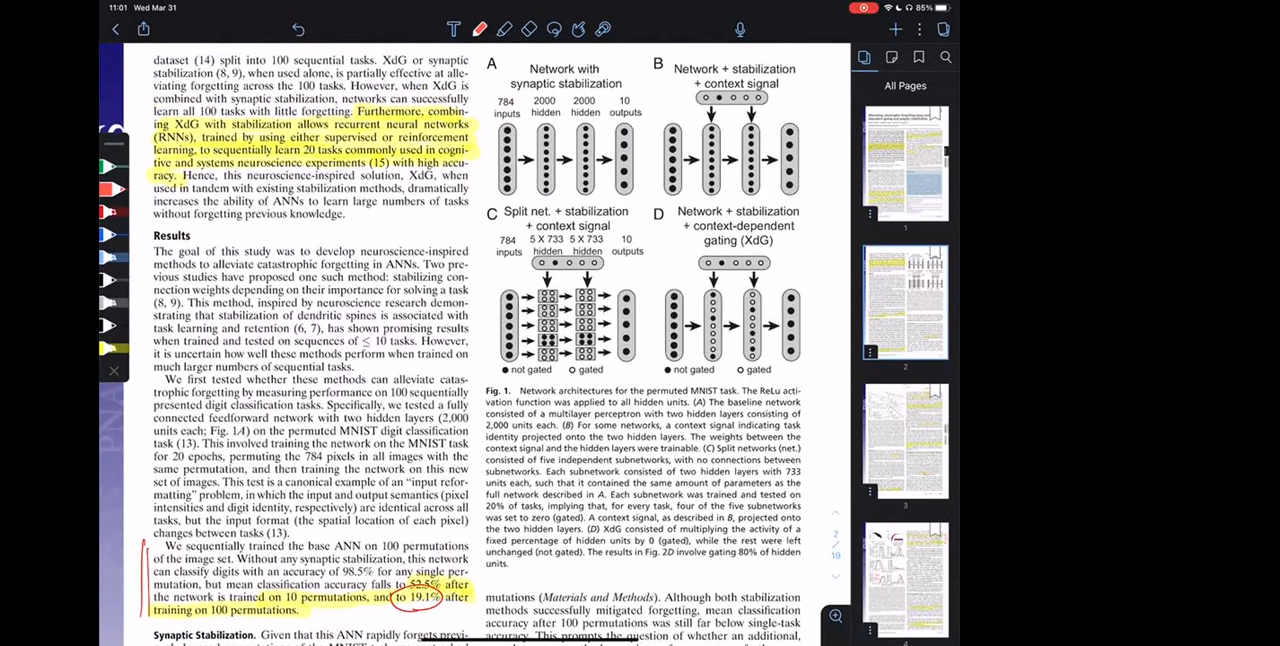 11:01 Wed Mar 31
85%
dataset (14) split into 100 sequential tasks. XdG or synaptic
stabilization (8, 9), when used alone, is partially effective at alle-
viating forgetting across the 100 tasks. However, when XdG is
combined with synaptic stabilization, networks can successfully
learn all 100 tasks with little forgetting. Furthermore, combin-
ing XdG with stabilization allows recurrent neural networks
(RNNs), trained by using either supervised or reinforcement
learning, to sequentially learn 20 tasks commonly used in cogni-
tive and systems neuroscience experiments (15) with high accu-
racy. Hence, this neuroscience-inspired solution, XdG, when
used in tandem with existing stabilization methods, dramatically
increases the ability of ANNs to learn large numbers of tasks
without forgetting previous knowledge.
Results
The goal of this study was to develop neuroscience-inspired
methods to alleviate catastrophic forgetting in ANNs. Two pre-
vious studies have proposed one such method: stabilizing con-
nection weights depending on their importance for solving a task
(8, 9). This method, inspired by neuroscience research demon-
strating that stabilization of dendritic spines is associated with
task learning and retention (6, 7), has shown promising results
it is
much larger numbers of sequential tasks.
We first tested whether these methods can alleviate catas-
trophic forgetting by measuring performance on 100 sequentially
presented digit classification tasks. Specifically, we tested a fully
connected feedforward network with two hidden layers (2,000
units each, Fig. 1A) on the permuted MNIST digit classification
task (13). This involved training the network on the MNIST task
for 20 epochs, permuting the 784 pixels in all images with the
same permutation, and then training the network on this new
set of images. This test is a canonical example of an "input refor-
matting" problem, in which the input and output semantics (pixel
intensities and digit identity, respectively) are identical across all
tasks, but the input format (the spatial location of each pixel)
changes between tasks (13).
We sequentially trained the base ANN on 100 permutations
of the image set. Without any synaptic stabilization, this network
can classify digits with an accuracy of 98.5% for any single per-
mutation, but mean classification accuracy falls to 52.5% after
the network is trained on 10 permutations, and to 19.1% after
training on 100 permutations.
Given that this ANN rapidly forgets previ-
A
Network with
synaptic stabilization
784 2000 2000 10
inputs hidden hidden outputs
B
Network + stabilization
+ context signal
C
Split net. + stabilization
+ context signal
784 5 X 733 5 X 733 10
inputs hidden hidden outputs
D
Network + stabilization
+ context-dependent
gating (XdG)
not gated gated
not gated gated
Fig. 1. Network architectures for the permuted MNIST task. The ReLu acti-
vation function was applied to all hidden units. (A) The baseline network
consisted of a multilayer perceptron with two hidden layers consisting of
2,000 units each. (B) For some networks, a context signal indicating task
identity projected onto the two hidden layers. The weights between the
context signal and the hidden layers were trainable. (C) Split networks (net.)
consisted of five independent subnetworks, with no connections between
subnetworks. Each subnetwork consisted of two hidden layers with 733
units each, such that it contained the same amount of parameters as the
full network described in A. Each subnetwork was trained and tested on
20% of tasks, implying that, for every task, four of the five subnetworks
was set to zero (gated). A context signal, as described in B, projected onto
the two hidden layers. (D) XdG consisted of multiplying the activity of a
fixed percentage of hidden units by 0 (gated), while the rest were left
unchanged (not gated). The results in Fig. 2D involve gating 80% of hidden
units.
mutations (Materials and Methods). Although both stabilization
methods successfully mitigated forgetting, mean classification
accuracy after 100 permutations was still far below single-task
accuracy. This prompts the question of whether an additional,
2
19
All Pages
1
2
3
4